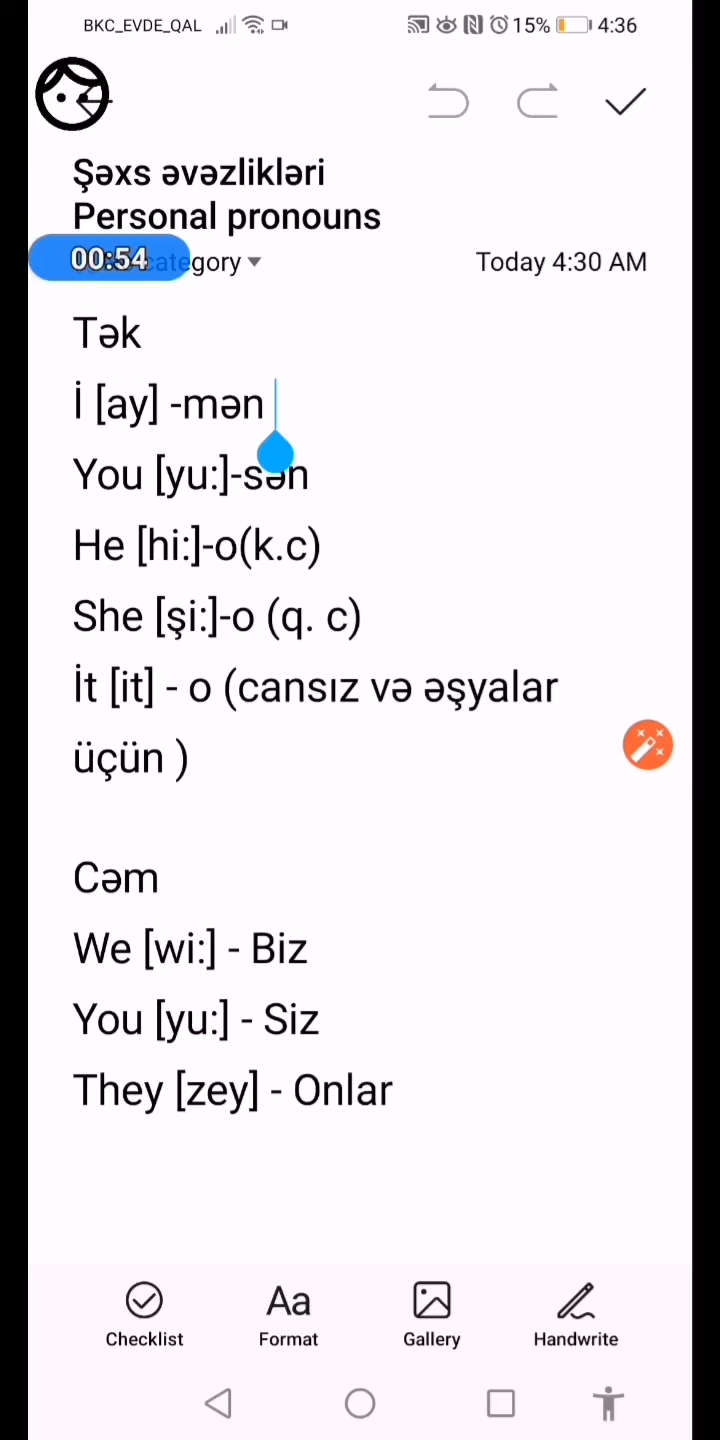 BKC_EVDE_QAL 15% 4:36
Şəxs əvəzlikləri
Personal pronouns
00:54 category Today 4:30 AM
Tək
İ [ay] -mən
You [yu:]-sən
He [hi:]-o(k.c)
She [şi:]-o (q. c)
İt [it] - o (cansız və əşyalar
üçün )
Cəm
We [wi:] - Biz
You [yu:] - Siz
They [zey] - Onlar
Checklist Format Gallery Handwrite